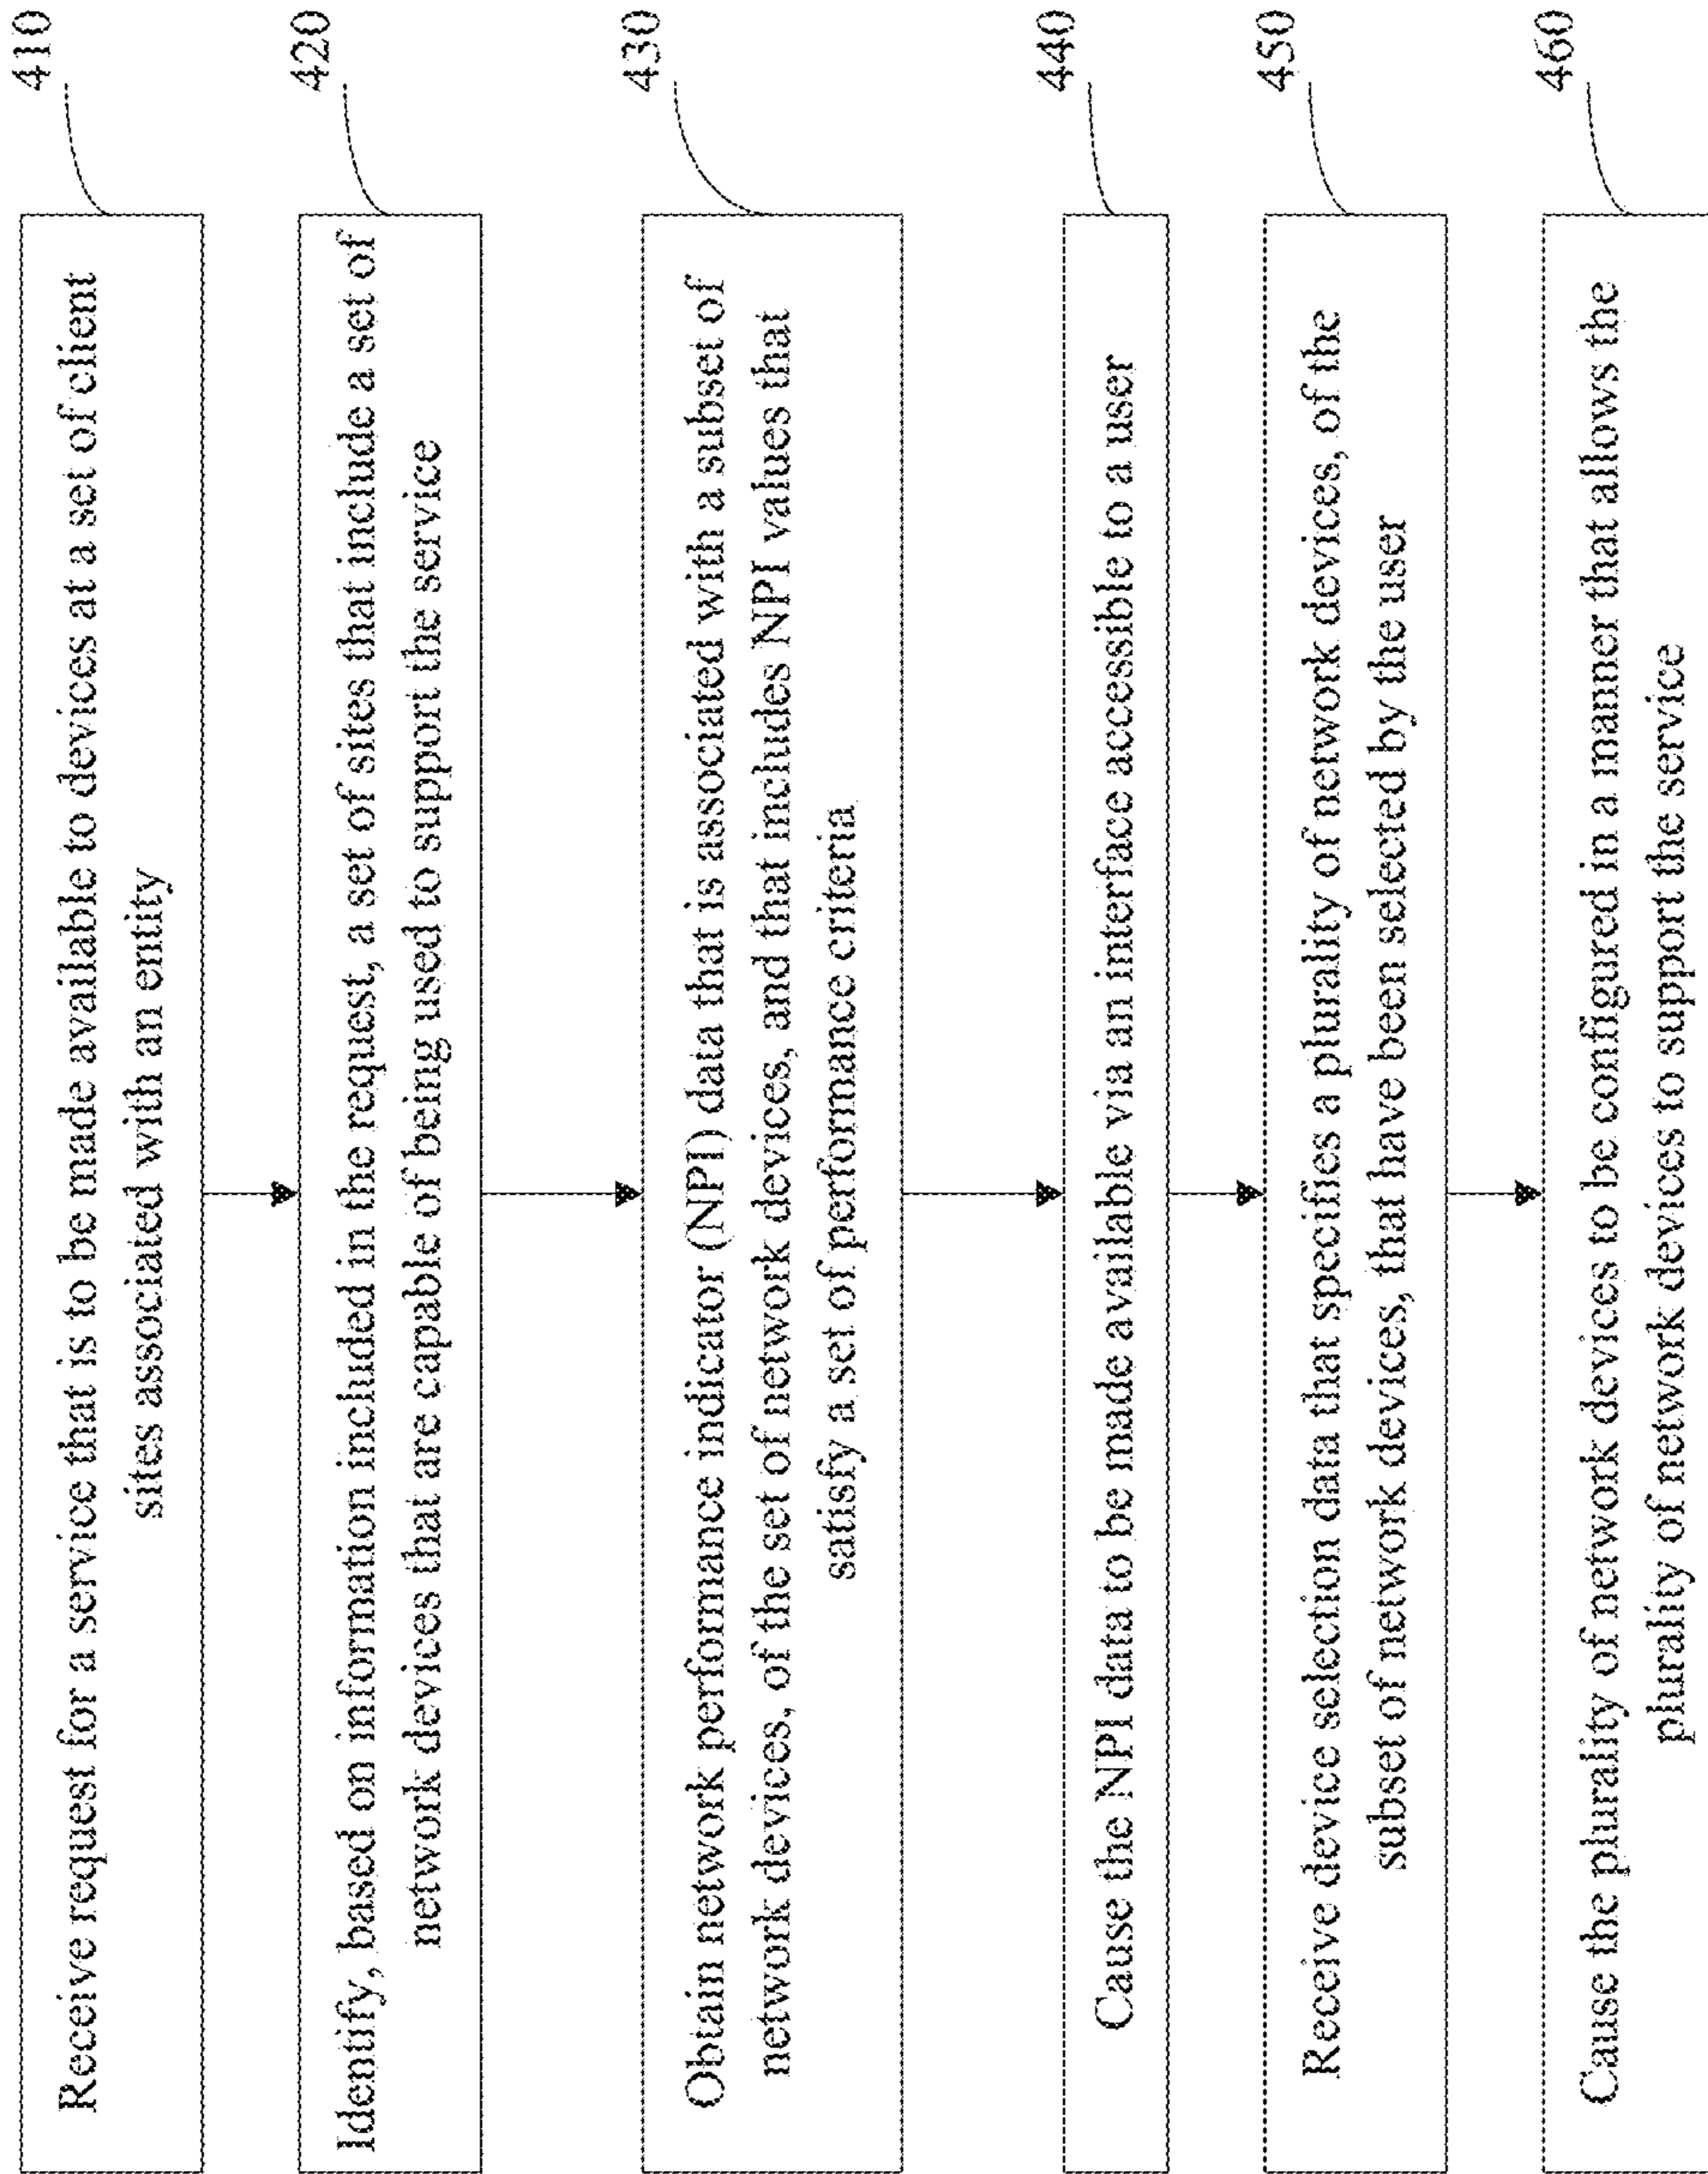 410
Receive request for a service that is to be made available to devices at a set of client
sites associated with an entity
420
Identify, based on information included in the request, a set of sites that include a set of
network devices that are capable of being used to support the service
430
Obtain network performance indicator (NPI) data that is associated with a subset of
network devices, of the set of network devices, and that includes NPI values that
satisfy a set of performance criteria
440
Cause the NPI data to be made available via an interface accessible to a user
450
Receive device selection data that specifies a plurality of network devices, of the
subset of network devices, that have been selected by the user
460
Cause the plurality of network devices to be configured in a manner that allows the
plurality of network devices to support the service